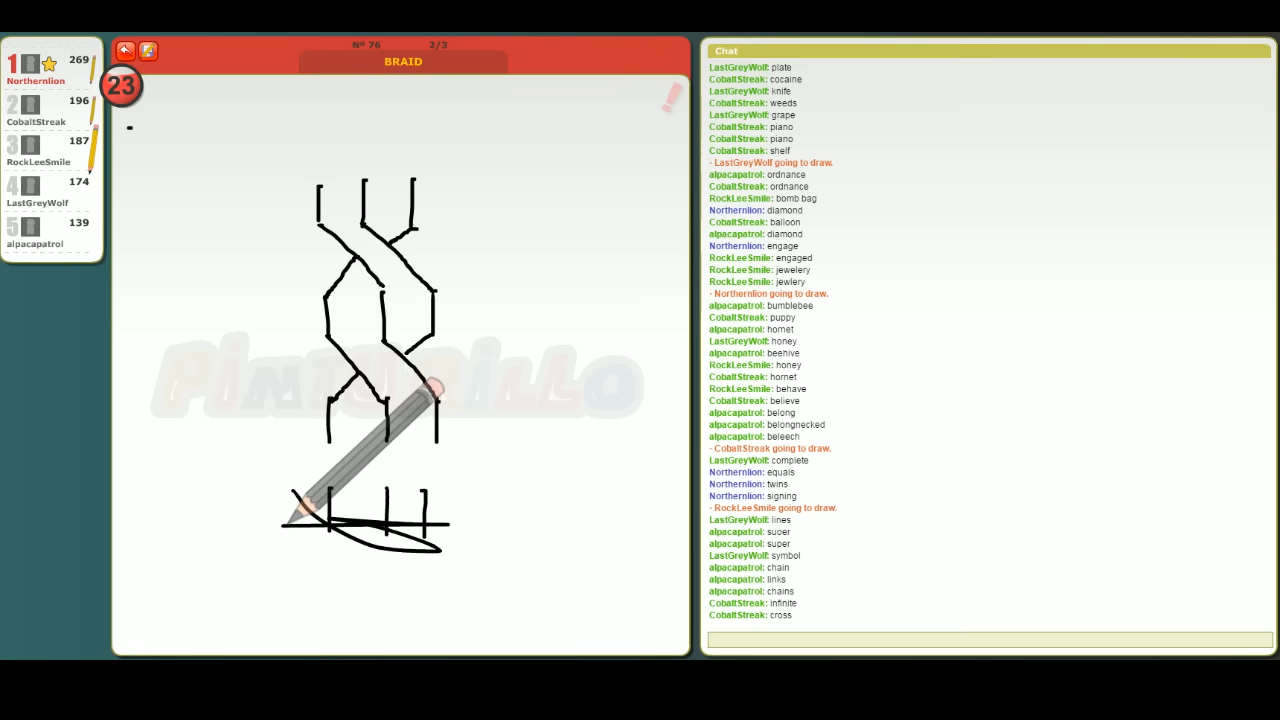 1 269
Northernlion
2 196
CobaltStreak
3 187
RockLeeSmile
4 174
LastGreyWolf
5 139
alpacapatrol
23
Nº 76 2/3
BRAID
Pinturillo
Chat
LastGreyWolf: plate
CobaltStreak: cocaine
LastGreyWolf: knife
CobaltStreak: weeds
LastGreyWolf: grape
CobaltStreak: piano
CobaltStreak: piano
CobaltStreak: shelf
· LastGreyWolf going to draw.
alpacapatrol: ordnance
CobaltStreak: ordnance
RockLeeSmile: bomb bag
Northernlion: diamond
CobaltStreak: balloon
alpacapatrol: diamond
Northernlion: engage
RockLeeSmile: engaged
RockLeeSmile: jewelery
RockLeeSmile: jewlery
· Northernlion going to draw.
alpacapatrol: bumblebee
CobaltStreak: puppy
alpacapatrol: hornet
LastGreyWolf: honey
alpacapatrol: beehive
RockLeeSmile: honey
CobaltStreak: hornet
RockLeeSmile: behave
CobaltStreak: believe
alpacapatrol: belong
alpacapatrol: belongnecked
alpacapatrol: beleech
· CobaltStreak going to draw.
LastGreyWolf: complete
Northernlion: equals
Northernlion: twins
Northernlion: signing
· RockLeeSmile going to draw.
LastGreyWolf: lines
alpacapatrol: suoer
alpacapatrol: super
LastGreyWolf: symbol
alpacapatrol: chain
alpacapatrol: links
alpacapatrol: chains
CobaltStreak: infinite
CobaltStreak: cross